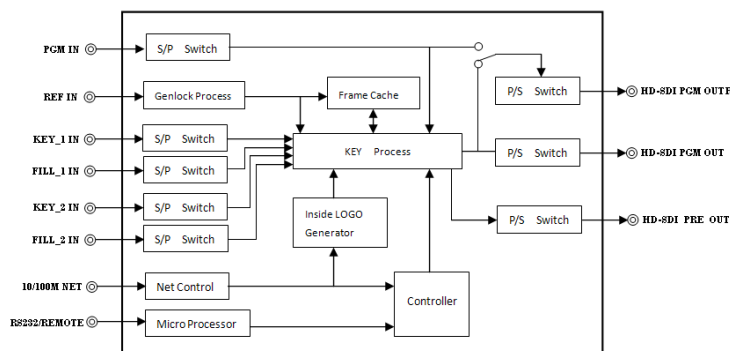 PGM IN
S/P Switch
REF IN
Genlock Process
Frame Cache
P/S Switch
HD-SDI PGM OUTP
KEY_1 IN
S/P Switch
KEY Process
P/S Switch
HD-SDI PGM OUT
FILL_1 IN
S/P Switch
KEY_2 IN
S/P Switch
Inside LOGO
Generator
P/S Switch
HD-SDI PRE OUT
FILL_2 IN
S/P Switch
10/100M NET
Net Control
Controller
RS232/REMOTE
Micro Processor